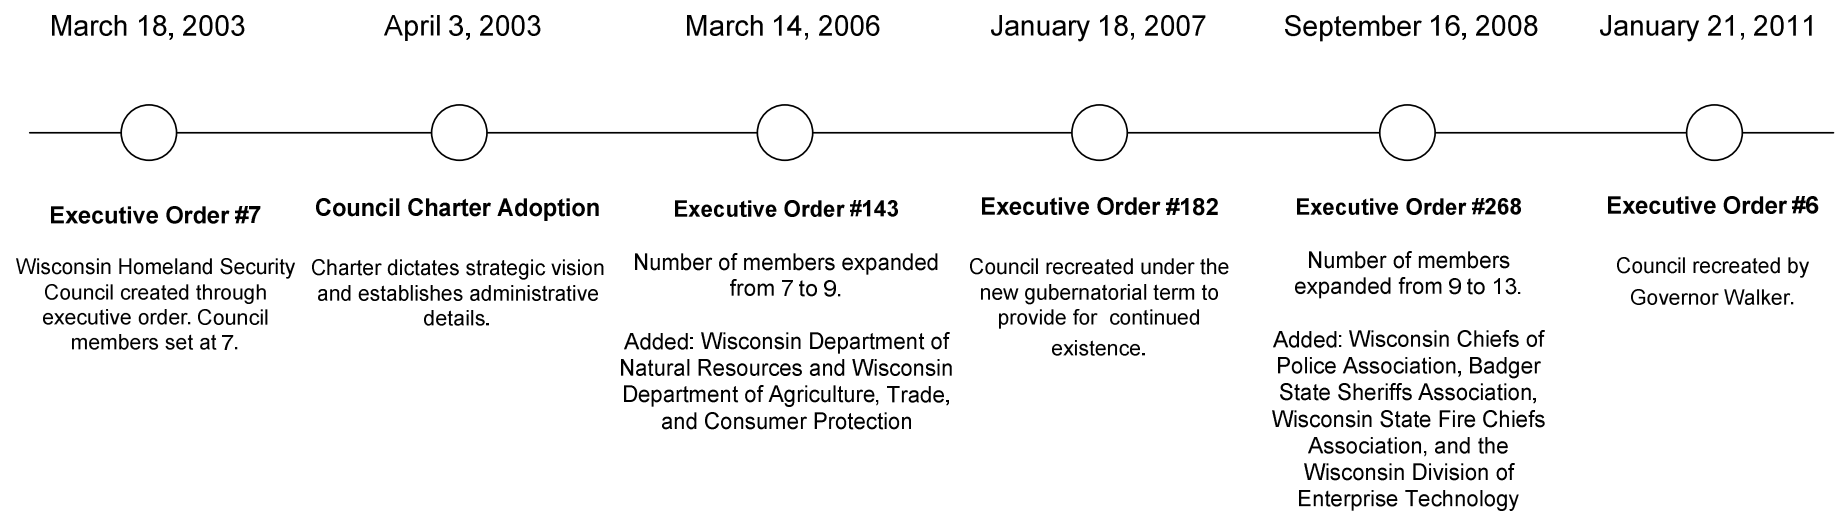 March 18, 2003
April 3, 2003
March 14, 2006
January 18, 2007
September 16, 2008
January 21, 2011
Executive Order #7
Wisconsin Homeland Security
Council created through
executive order. Council
members set at 7.
Council Charter Adoption
Charter dictates strategic vision
and establishes administrative
details.
Executive Order #143
Number of members expanded
from 7 to 9.
Added: Wisconsin Department of
Natural Resources and Wisconsin
Department of Agriculture, Trade,
and Consumer Protection
Executive Order #182
Council recreated under the
new gubernatorial term to
provide for  continued
existence.
Executive Order #268
Number of members
expanded from 9 to 13.
Added: Wisconsin Chiefs of
Police Association, Badger
State Sheriffs Association,
Wisconsin State Fire Chiefs
Association, and the
Wisconsin Division of
Enterprise Technology
Executive Order #6
Council recreated by
Governor Walker.